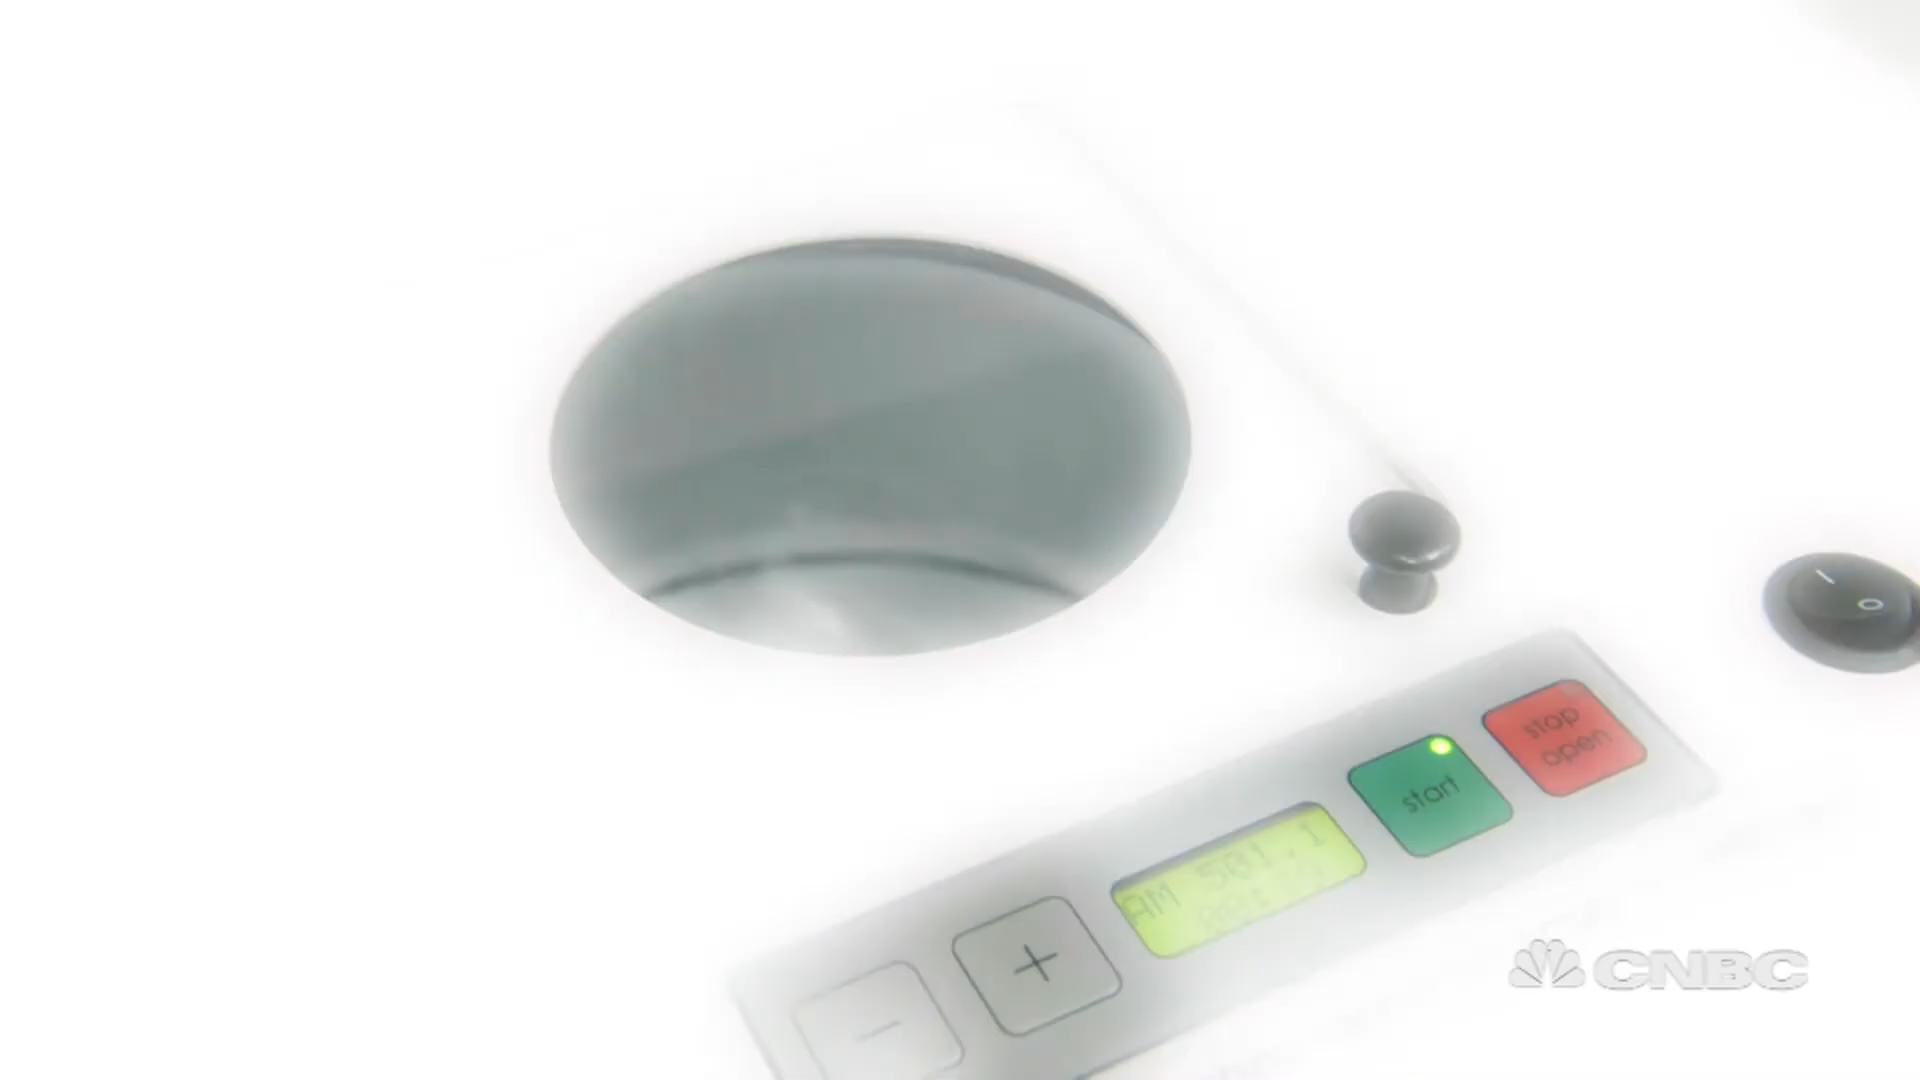 stop
open
start
AM 501.1
+
−
I O
CNBC